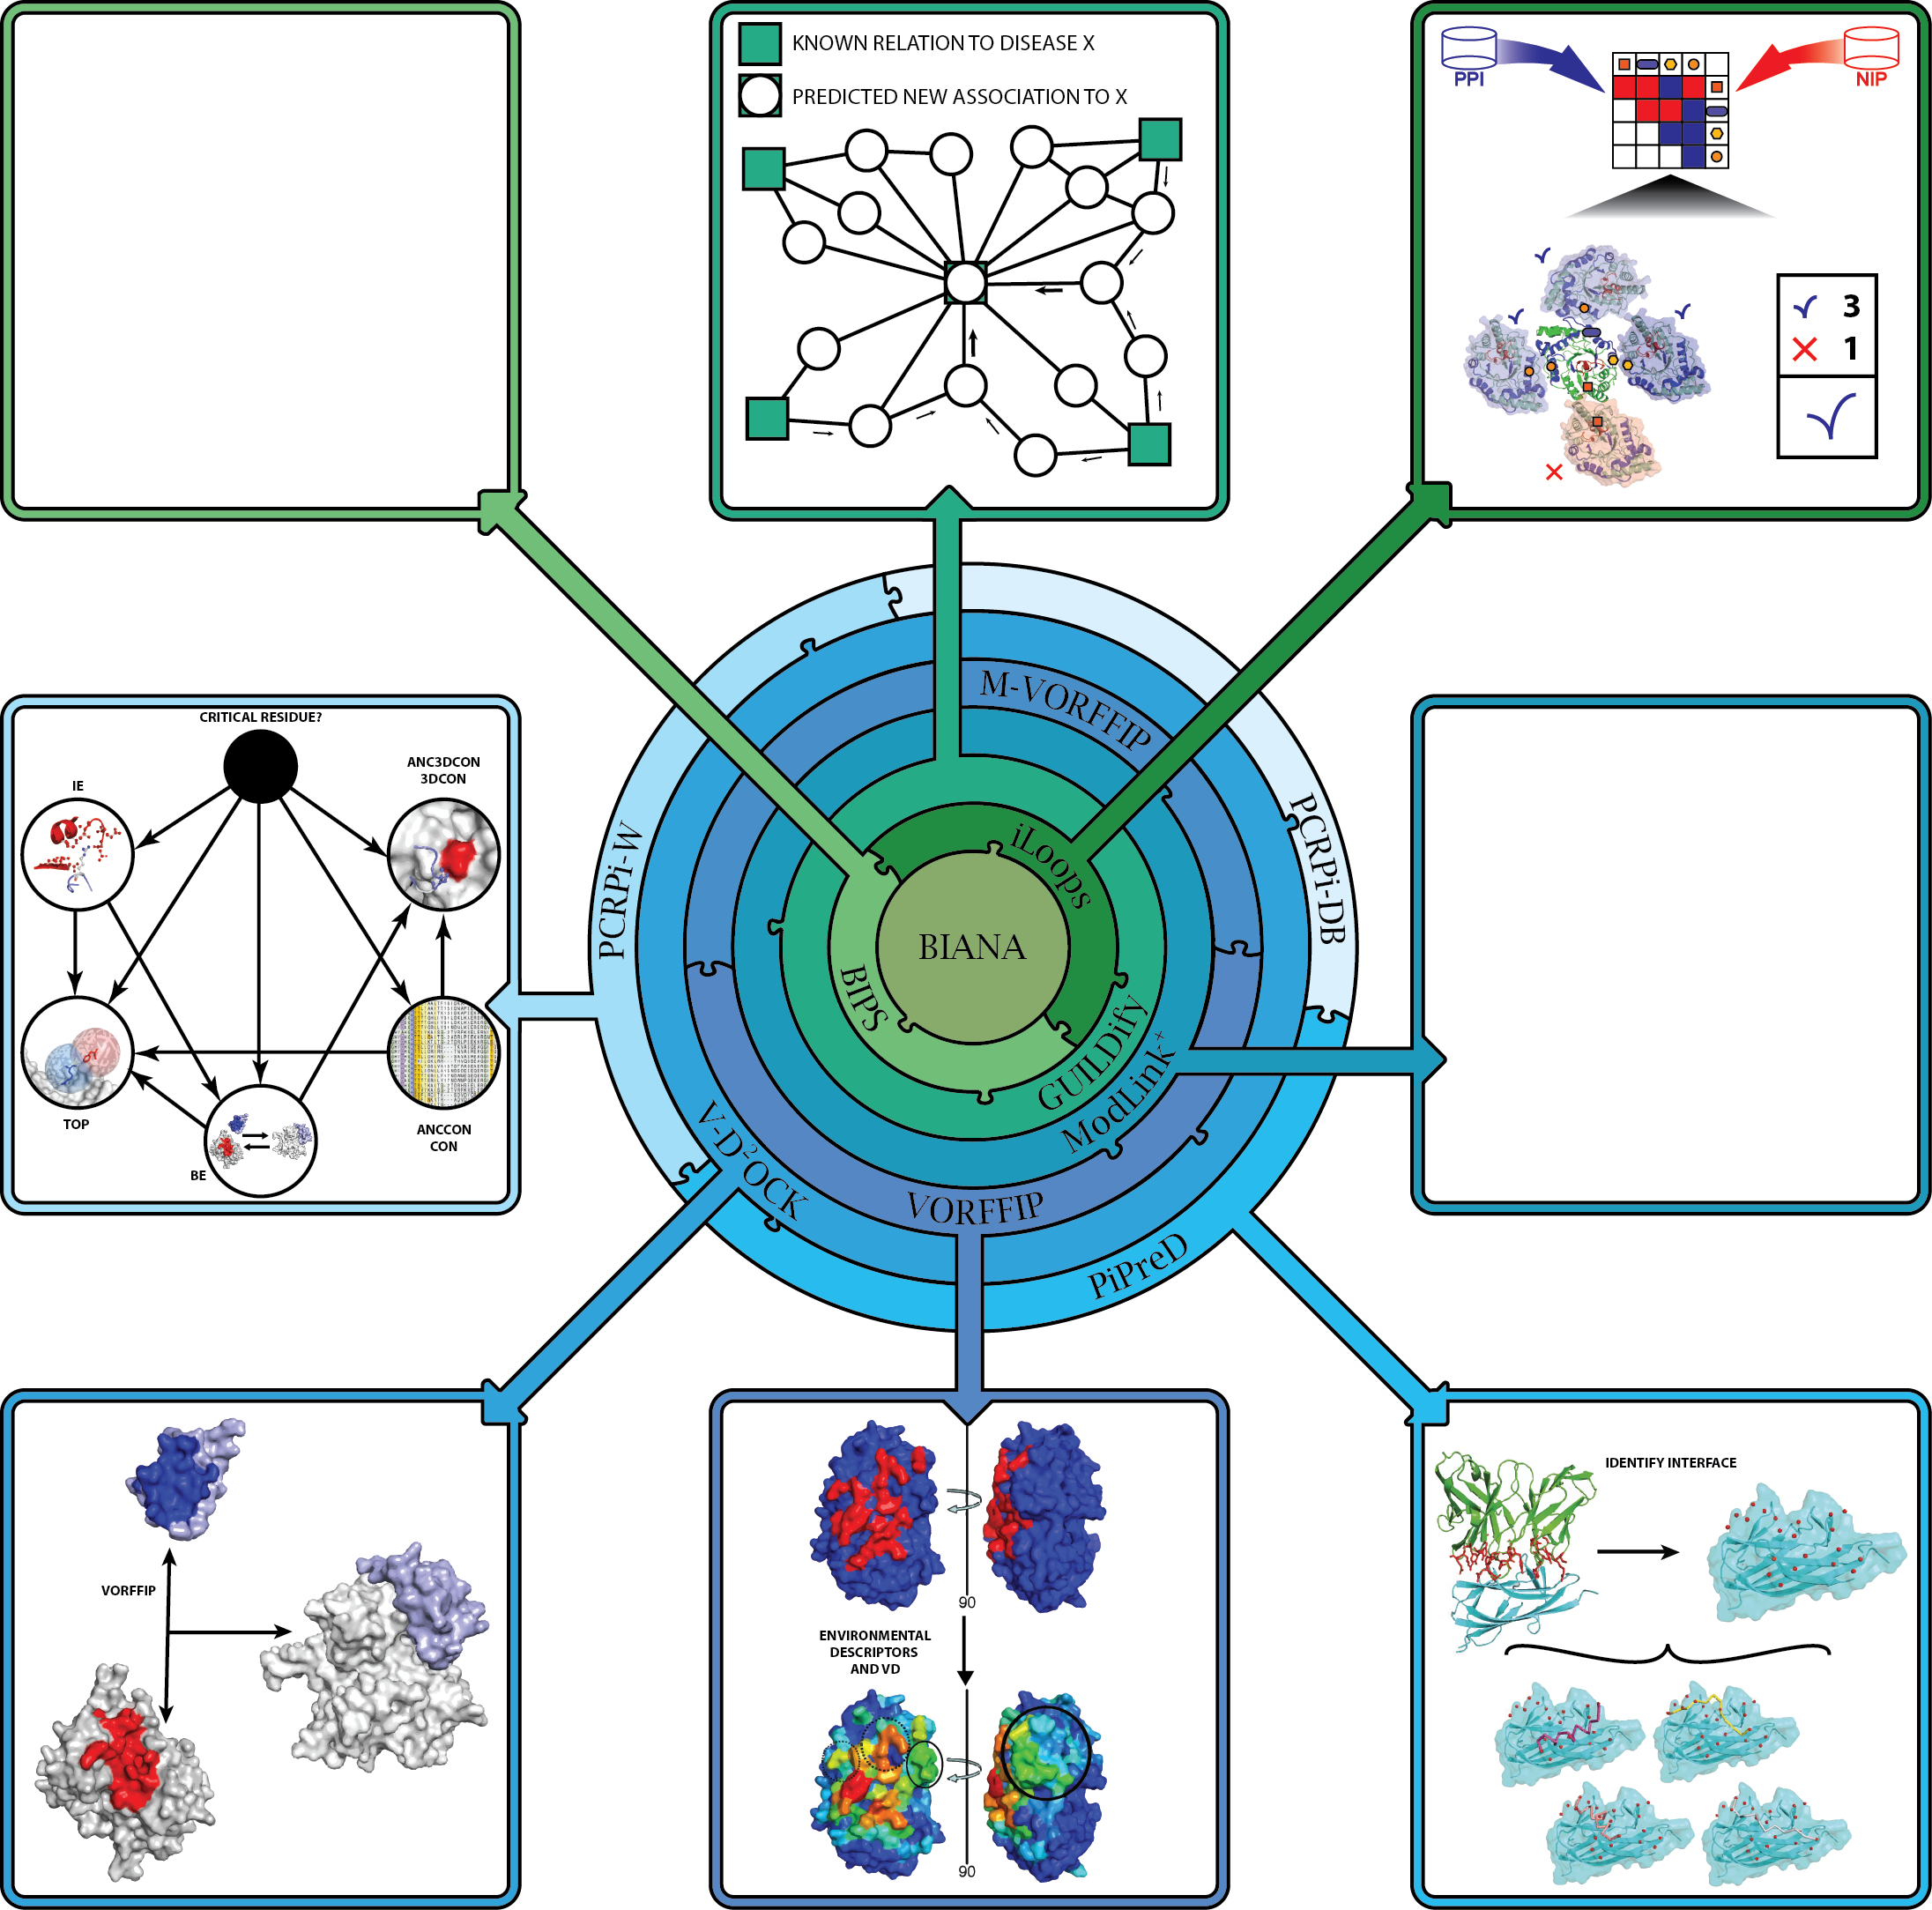 KNOWN RELATION TO DISEASE X
PREDICTED NEW ASSOCIATION TO X
PPI
NIP
3
1
CRITICAL RESIDUE?
IE
ANC3DCON
3DCON
TOP
BE
ANCCON
CON
M-VORFFIP
PCRPi-W
PCRPi-DB
iLoops
BIANA
BIPS
GUILDify
ModLink+
V-D²OCK
VORFFIP
PiPreD
VORFFIP
90
ENVIRONMENTAL
DESCRIPTORS
AND VD
90
IDENTIFY INTERFACE